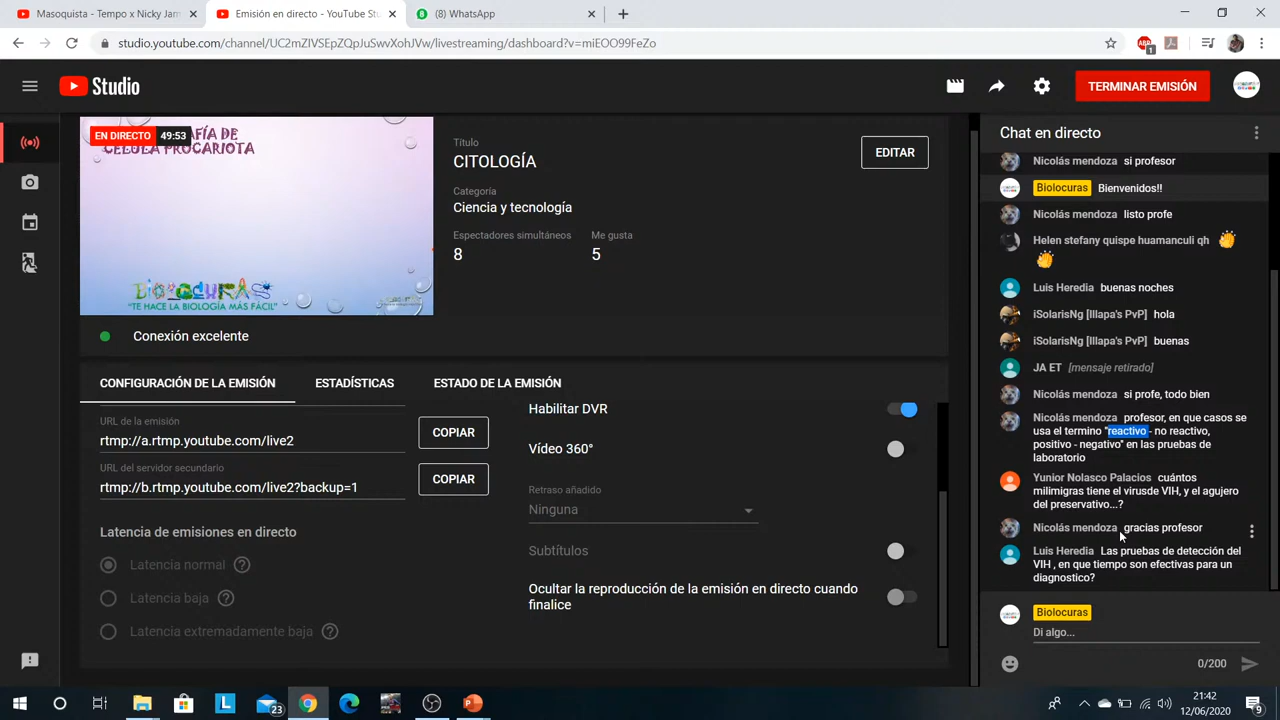 Masoquista - Tempo x Nicky Jam
Emisión en directo - YouTube Stu
(8) WhatsApp
studio.youtube.com/channel/UC2mZIVSEpZQpJuSwvXohJVw/livestreaming/dashboard?v=miEOO99FeZo
ABP
1
Studio
TERMINAR EMISIÓN
EN DIRECTO
49:53
AFÍA DE
CÉLULA PROCARIOTA
BIOLOCURAS
"TE HACE LA BIOLOGÍA MÁS FÁCIL"
Título
CITOLOGÍA
EDITAR
Categoría
Ciencia y tecnología
Espectadores simultáneos
Me gusta
8
5
Conexión excelente
CONFIGURACIÓN DE LA EMISIÓN
ESTADÍSTICAS
ESTADO DE LA EMISIÓN
URL de la emisión
rtmp://a.rtmp.youtube.com/live2
COPIAR
URL del servidor secundario
rtmp://b.rtmp.youtube.com/live2?backup=1
COPIAR
Latencia de emisiones en directo
Latencia normal
Latencia baja
Latencia extremadamente baja
Habilitar DVR
Vídeo 360°
Retraso añadido
Ninguna
Subtítulos
Ocultar la reproducción de la emisión en directo cuando
finalice
Chat en directo
Nicolás mendoza si profesor
Biolocuras Bienvenidos!!
Nicolás mendoza listo profe
Helen stefany quispe huamanculi qh
Luis Heredia buenas noches
iSolarisNg [Illapa's PvP] hola
iSolarisNg [Illapa's PvP] buenas
JA ET [mensaje retirado]
Nicolás mendoza si profe, todo bien
Nicolás mendoza profesor, en que casos se
usa el termino "reactivo - no reactivo,
positivo - negativo" en las pruebas de
laboratorio
Yunior Nolasco Palacios cuántos
milimigras tiene el virusde VIH, y el agujero
del preservativo...?
Nicolás mendoza gracias profesor
Luis Heredia Las pruebas de detección del
VIH , en que tiempo son efectivas para un
diagnostico?
Biolocuras
Di algo...
0/200
23
21:42
12/06/2020
9